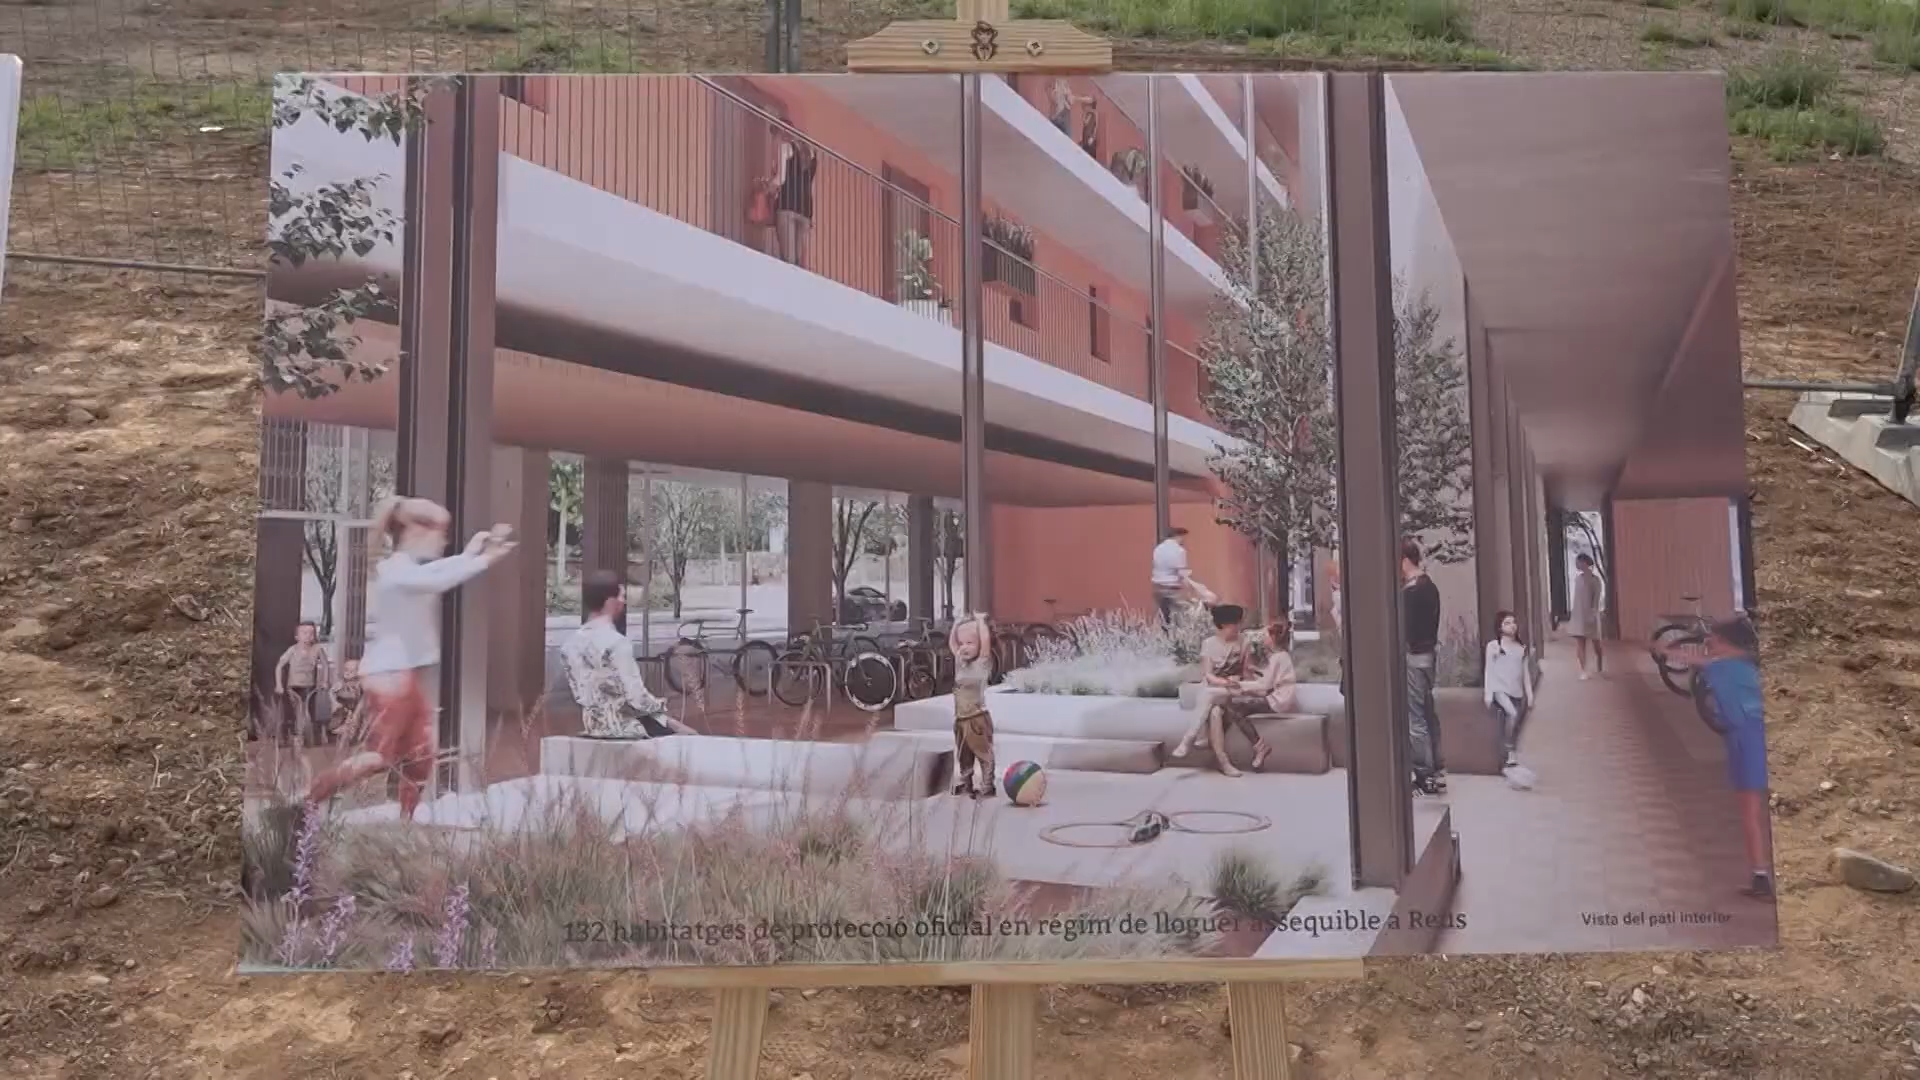 132 habitatges de protecció oficial en règim de lloguer assequible a Reus
Vista del pati interior